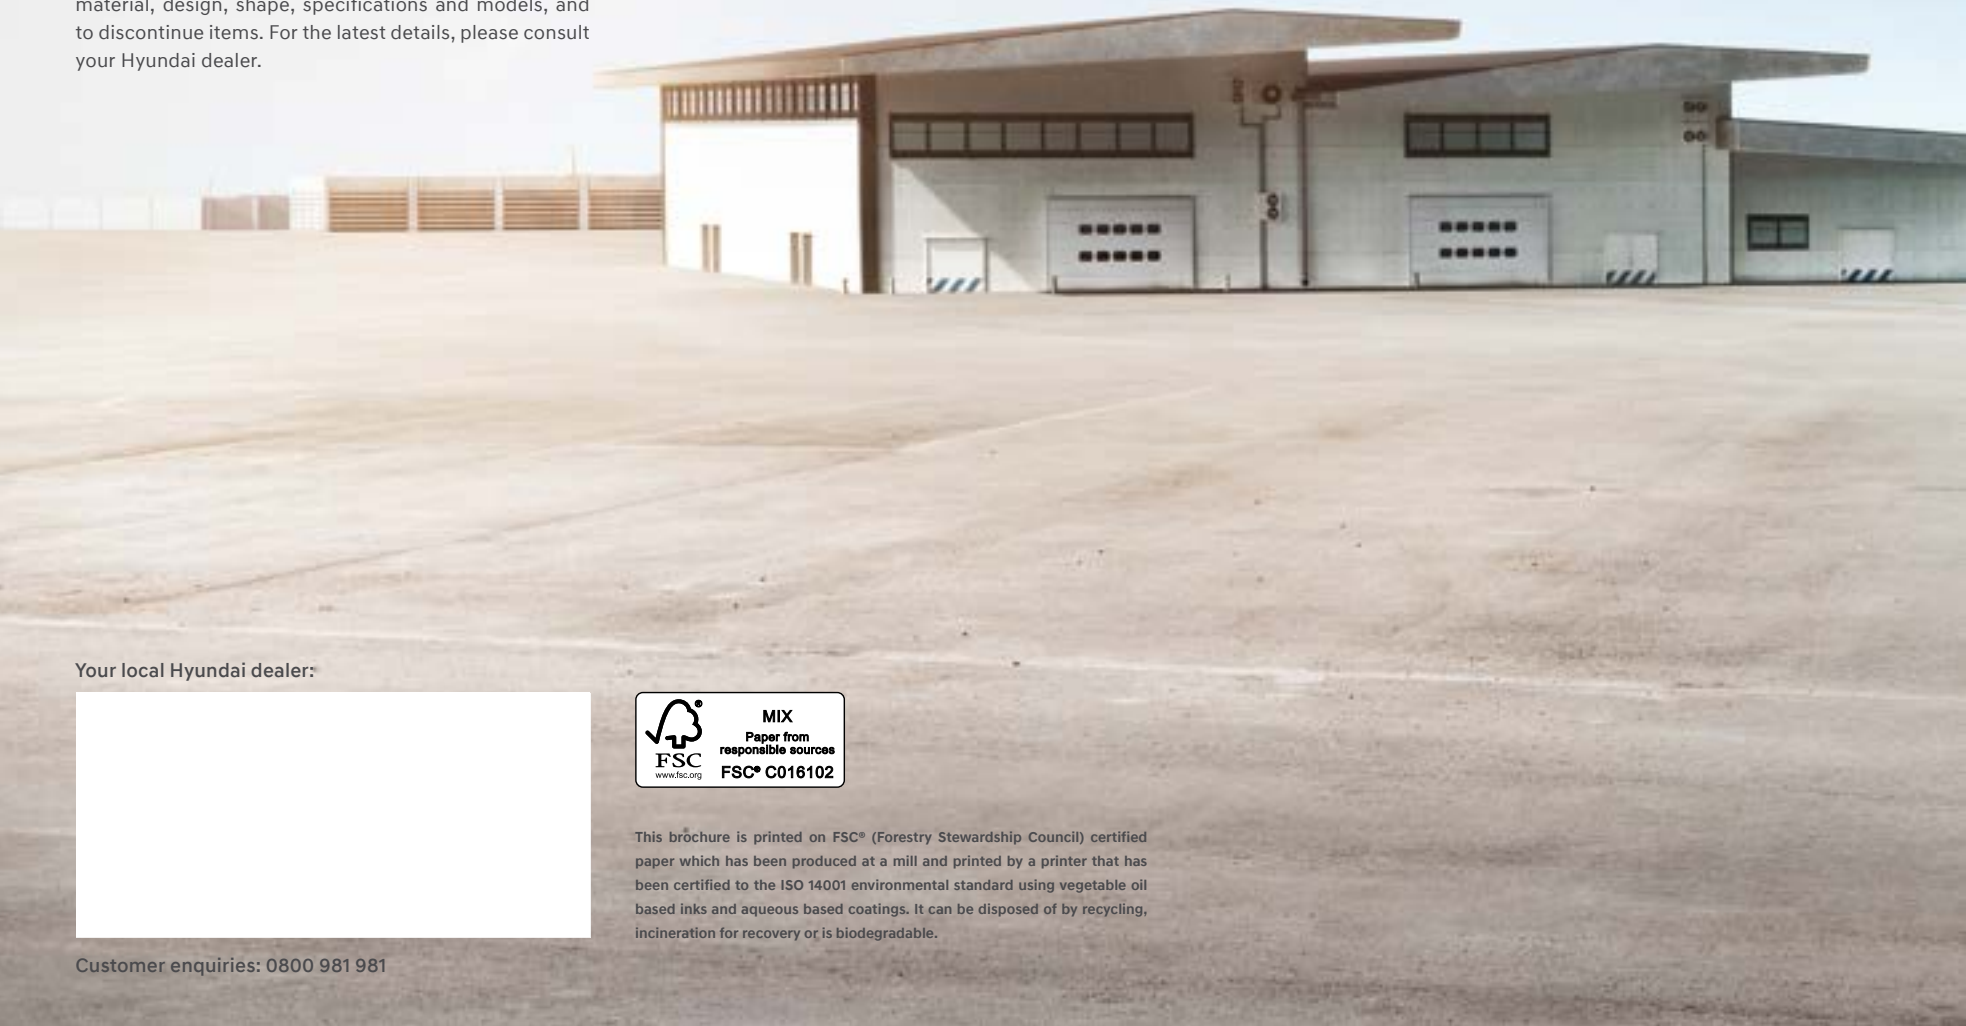 material, design, shape, specifications and models, and
to discontinue items. For the latest details, please consult
your Hyundai dealer.
Your local Hyundai dealer:
Customer enquiries: 0800 981 981
®
FSC
www.fsc.org
MIX
Paper from
responsible sources
FSC® C016102
This brochure is printed on FSC® (Forestry Stewardship Council) certified
paper which has been produced at a mill and printed by a printer that has
been certified to the ISO 14001 environmental standard using vegetable oil
based inks and aqueous based coatings. It can be disposed of by recycling,
incineration for recovery or is biodegradable.